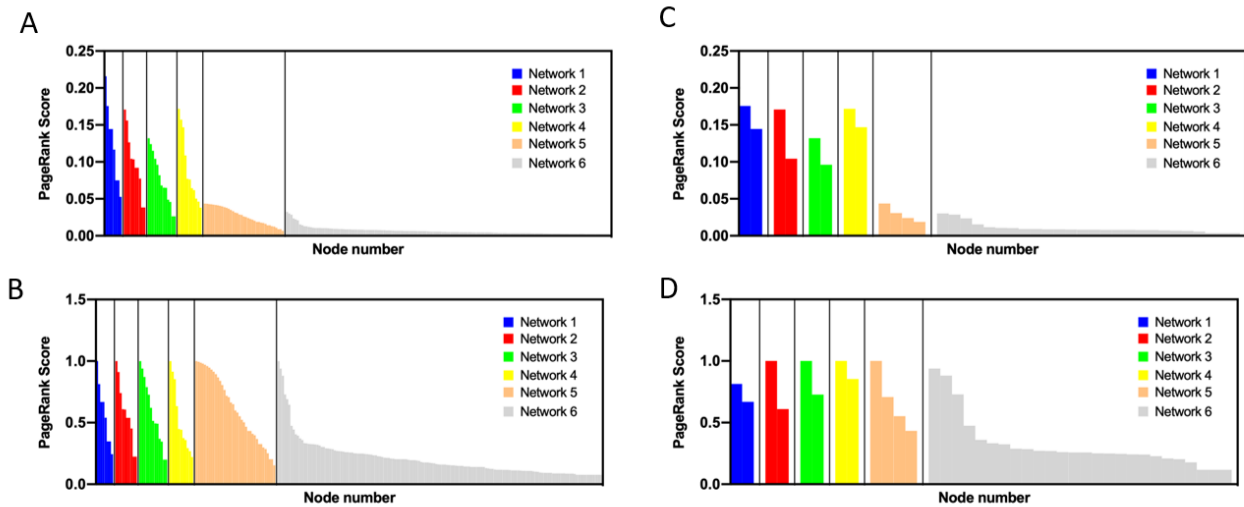 A
0.25
0.20
0.15
0.10
0.05
0.00
PageRank Score
Node number
Network 1
Network 2
Network 3
Network 4
Network 5
Network 6
C
0.25
0.20
0.15
0.10
0.05
0.00
PageRank Score
Node number
Network 1
Network 2
Network 3
Network 4
Network 5
Network 6
B
1.5
1.0
0.5
0.0
PageRank Score
Node number
Network 1
Network 2
Network 3
Network 4
Network 5
Network 6
D
1.5
1.0
0.5
0.0
PageRank Score
Node number
Network 1
Network 2
Network 3
Network 4
Network 5
Network 6